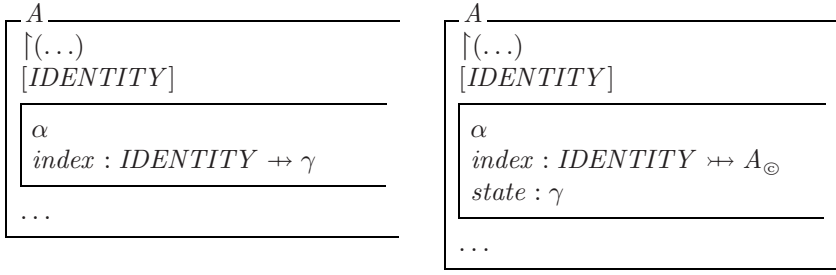 A
↾(...)
[IDENTITY]
α
index : IDENTITY ⇸ γ
...
A
↾(...)
[IDENTITY]
α
index : IDENTITY ⤔ A©
state : γ
...